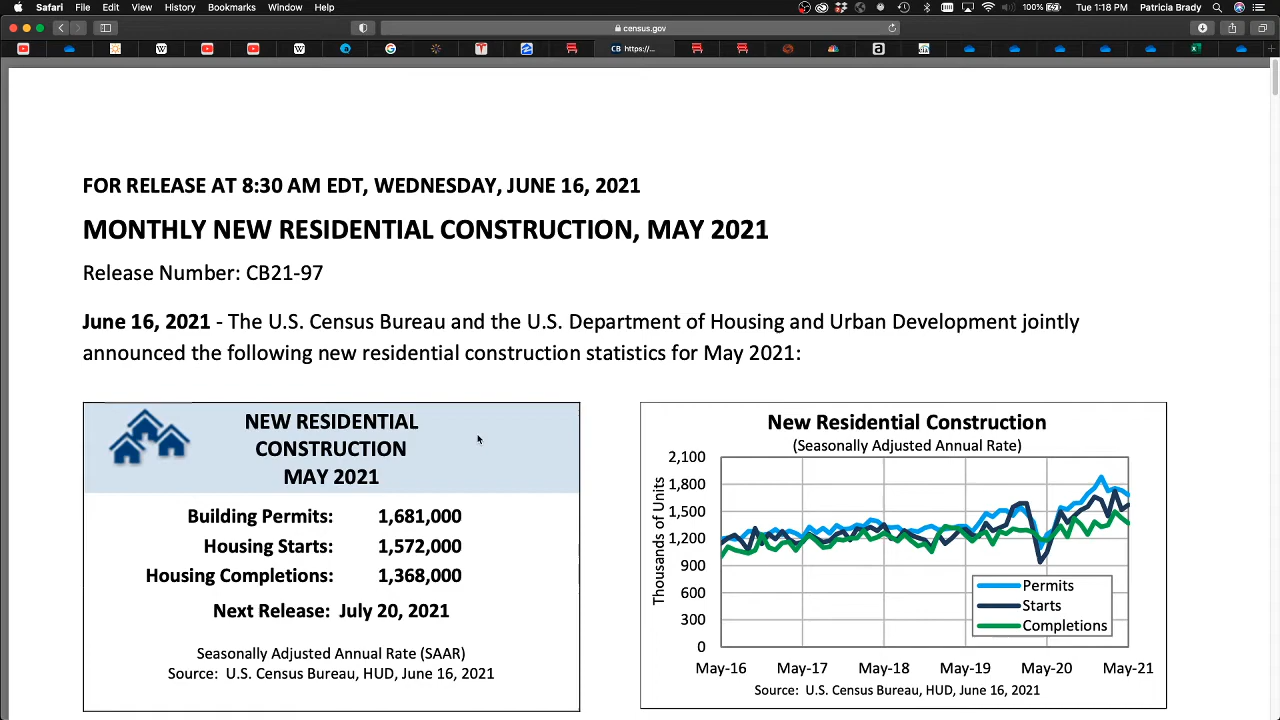 Safari File Edit View History Bookmarks Window Help
100% Tue 1:18 PM Patricia Brady
census.gov
CB https://...
FOR RELEASE AT 8:30 AM EDT, WEDNESDAY, JUNE 16, 2021
MONTHLY NEW RESIDENTIAL CONSTRUCTION, MAY 2021
Release Number: CB21-97
June 16, 2021 - The U.S. Census Bureau and the U.S. Department of Housing and Urban Development jointly
announced the following new residential construction statistics for May 2021:
NEW RESIDENTIAL
CONSTRUCTION
MAY 2021
Building Permits: 1,681,000
Housing Starts: 1,572,000
Housing Completions: 1,368,000
Next Release: July 20, 2021
Seasonally Adjusted Annual Rate (SAAR)
Source: U.S. Census Bureau, HUD, June 16, 2021
New Residential Construction
(Seasonally Adjusted Annual Rate)
Thousands of Units
2,100
1,800
1,500
1,200
900
600
300
0
Permits
Starts
Completions
May-16 May-17 May-18 May-19 May-20 May-21
Source: U.S. Census Bureau, HUD, June 16, 2021